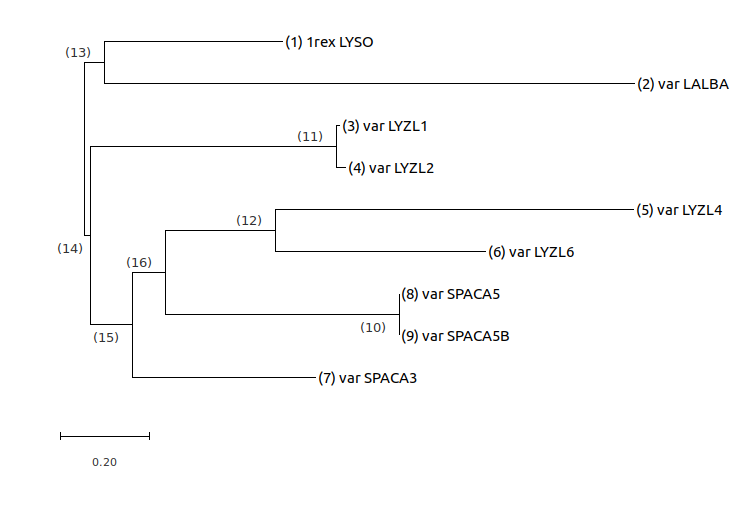 (13)
(1) 1rex LYSO
(2) var LALBA
(11)
(3) var LYZL1
(4) var LYZL2
(12)
(5) var LYZL4
(14)
(6) var LYZL6
(16)
(8) var SPACA5
(10)
(15)
(9) var SPACA5B
(7) var SPACA3
0.20